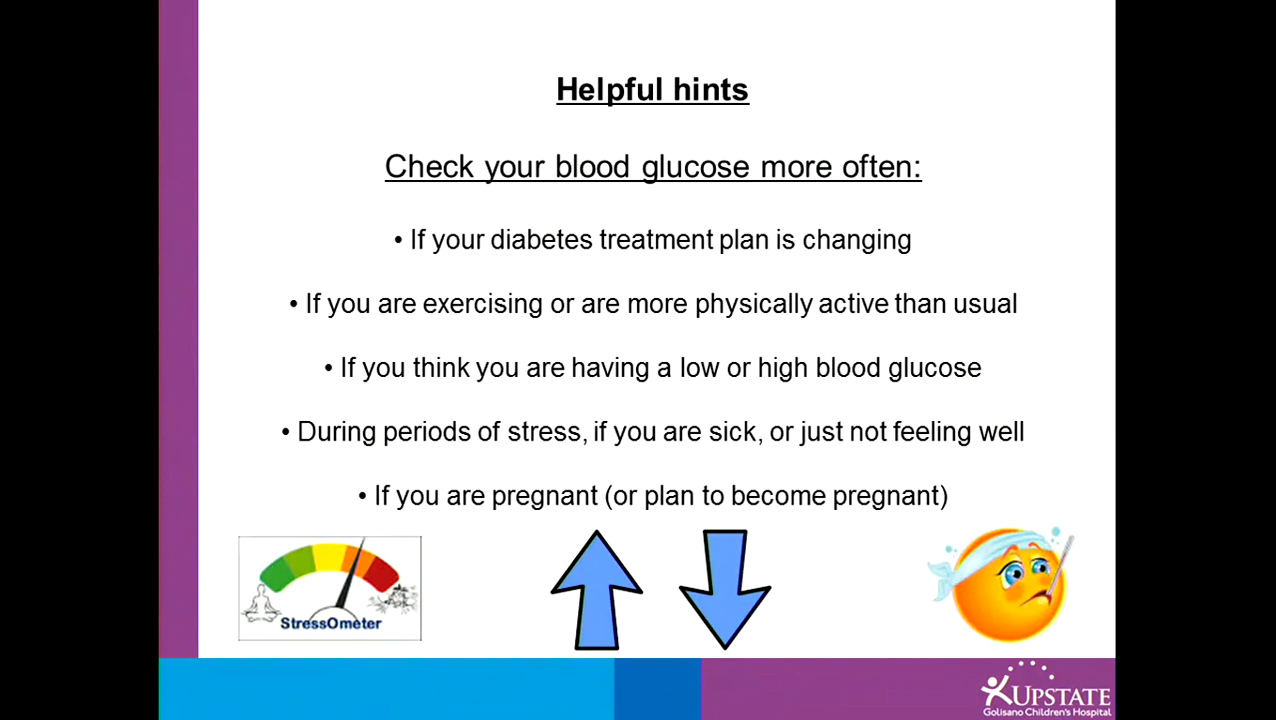 Helpful hints
Check your blood glucose more often:
• If your diabetes treatment plan is changing
• If you are exercising or are more physically active than usual
• If you think you are having a low or high blood glucose
• During periods of stress, if you are sick, or just not feeling well
• If you are pregnant (or plan to become pregnant)
StressOmeter
UPSTATE
Golisano Children's Hospital